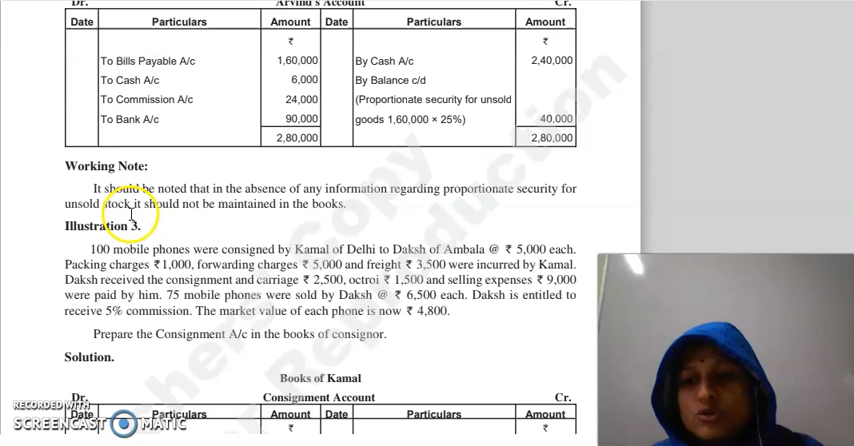 Dr. Arvind's Account Cr.
Date Particulars Amount Date Particulars Amount
₹ ₹
To Bills Payable A/c 1,60,000 By Cash A/c 2,40,000
To Cash A/c 6,000 By Balance c/d
To Commission A/c 24,000 (Proportionate security for unsold
To Bank A/c 90,000 goods 1,60,000 × 25%) 40,000
2,80,000 2,80,000
Working Note:
It should be noted that in the absence of any information regarding proportionate security for
unsold stock it should not be maintained in the books.
Illustration 3.
100 mobile phones were consigned by Kamal of Delhi to Daksh of Ambala @ ₹ 5,000 each.
Packing charges ₹1,000, forwarding charges ₹ 5,000 and freight ₹ 3,500 were incurred by Kamal.
Daksh received the consignment and carriage ₹ 2,500, octroi ₹ 1,500 and selling expenses ₹ 9,000
were paid by him. 75 mobile phones were sold by Daksh @ ₹ 6,500 each. Daksh is entitled to
receive 5% commission. The market value of each phone is now ₹ 4,800.
Prepare the Consignment A/c in the books of consignor.
Solution.
Books of Kamal
Dr. Consignment Account Cr.
Date Particulars Amount Date Particulars Amount
₹ ₹
RECORDED WITH
SCREENCAST MATIC